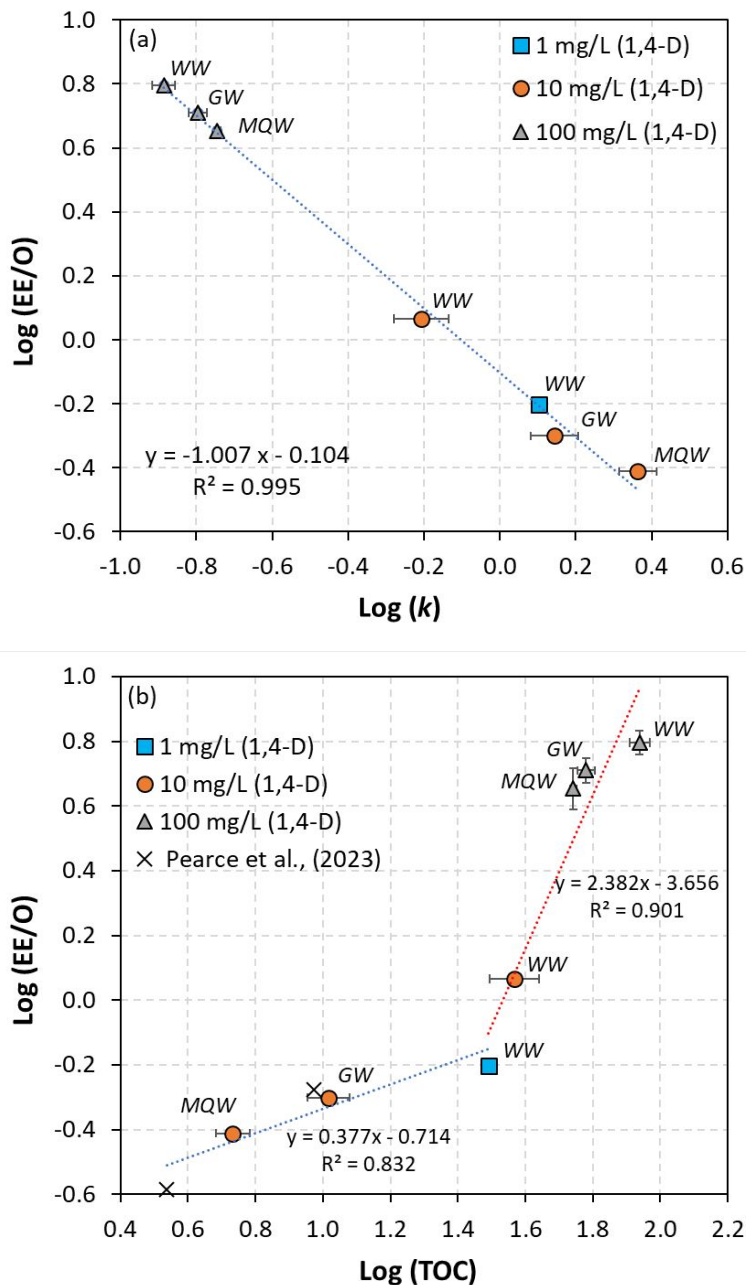 (a)
1 mg/L (1,4-D)
10 mg/L (1,4-D)
100 mg/L (1,4-D)
WW
GW
MQW
WW
WW
GW
MQW
y = -1.007 x - 0.104
R² = 0.995
Log (EE/O)
1.0
0.8
0.6
0.4
0.2
0.0
-0.2
-0.4
-0.6
-1.0 -0.8 -0.6 -0.4 -0.2 0.0 0.2 0.4 0.6
Log (k)
(b)
1 mg/L (1,4-D)
10 mg/L (1,4-D)
100 mg/L (1,4-D)
Pearce et al., (2023)
WW
GW
MQW
y = 2.382x - 3.656
R² = 0.901
WW
WW
GW
MQW
y = 0.377x - 0.714
R² = 0.832
Log (EE/O)
1.0
0.8
0.6
0.4
0.2
0.0
-0.2
-0.4
-0.6
0.4 0.6 0.8 1.0 1.2 1.4 1.6 1.8 2.0 2.2
Log (TOC)